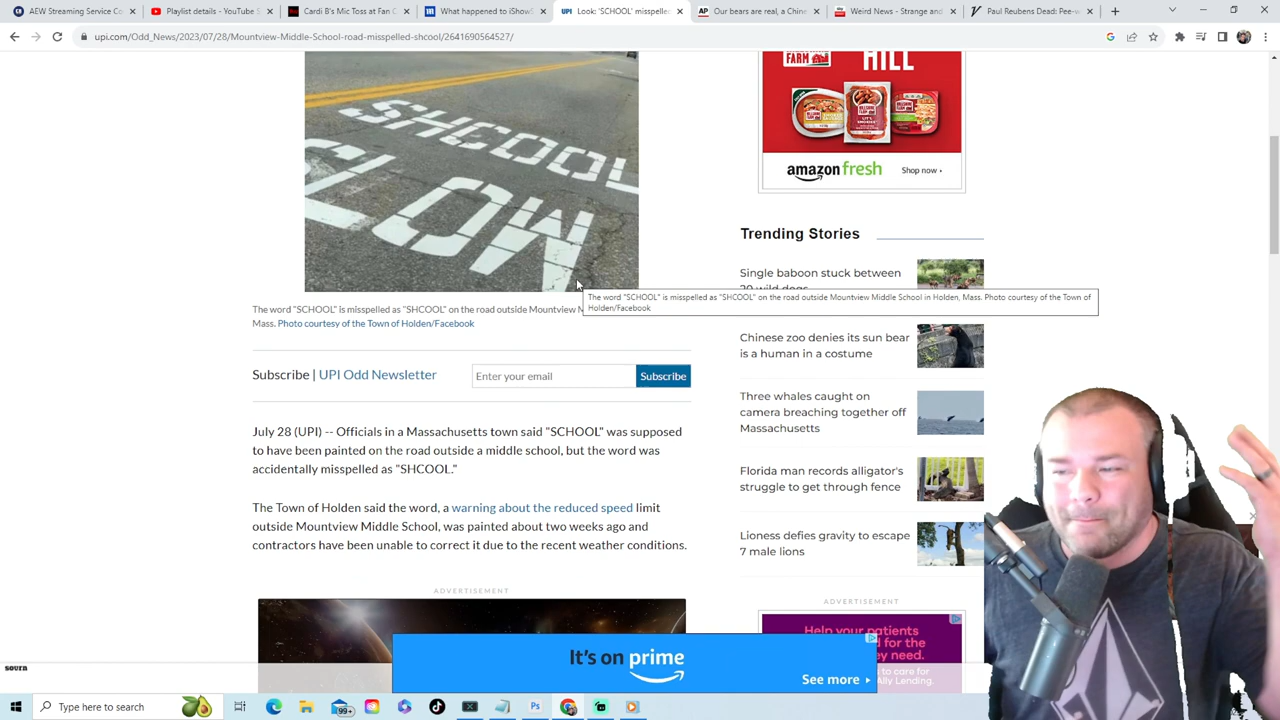 AEW Streaming Service Co
Playlist details - YouTube S
Cardi B's Mic Toss at Fan C
What happened to iShowS
UPI
Look: 'SCHOOL' misspelle
AP
Our bears are real, a Chine
Weird News - Strange and
Paul Reubens Dead: Pee-w
upi.com/Odd_News/2023/07/28/Mountview-Middle-School-road-misspelled-shcool/2641690564527/
SHCOOL
SLOW
The word "SCHOOL" is misspelled as "SHCOOL" on the road outside Mountview M
Mass. Photo courtesy of the Town of Holden/Facebook
The word "SCHOOL" is misspelled as "SHCOOL" on the road outside Mountview Middle School in Holden, Mass. Photo courtesy of the Town of
Holden/Facebook
Subscribe | UPI Odd Newsletter
Enter your email
Subscribe
July 28 (UPI) -- Officials in a Massachusetts town said "SCHOOL" was supposed
to have been painted on the road outside a middle school, but the word was
accidentally misspelled as "SHCOOL."
The Town of Holden said the word, a warning about the reduced speed limit
outside Mountview Middle School, was painted about two weeks ago and
contractors have been unable to correct it due to the recent weather conditions.
ADVERTISEMENT
FARM
HILL
amazon fresh
Shop now
Trending Stories
Single baboon stuck between
20 wild dogs
Chinese zoo denies its sun bear
is a human in a costume
Three whales caught on
camera breaching together off
Massachusetts
Florida man records alligator's
struggle to get through fence
Lioness defies gravity to escape
7 male lions
ADVERTISEMENT
Help your patients
d for the
ey need.
to care for
Ally Lending.
It's on prime
See more
Type here to search
99+